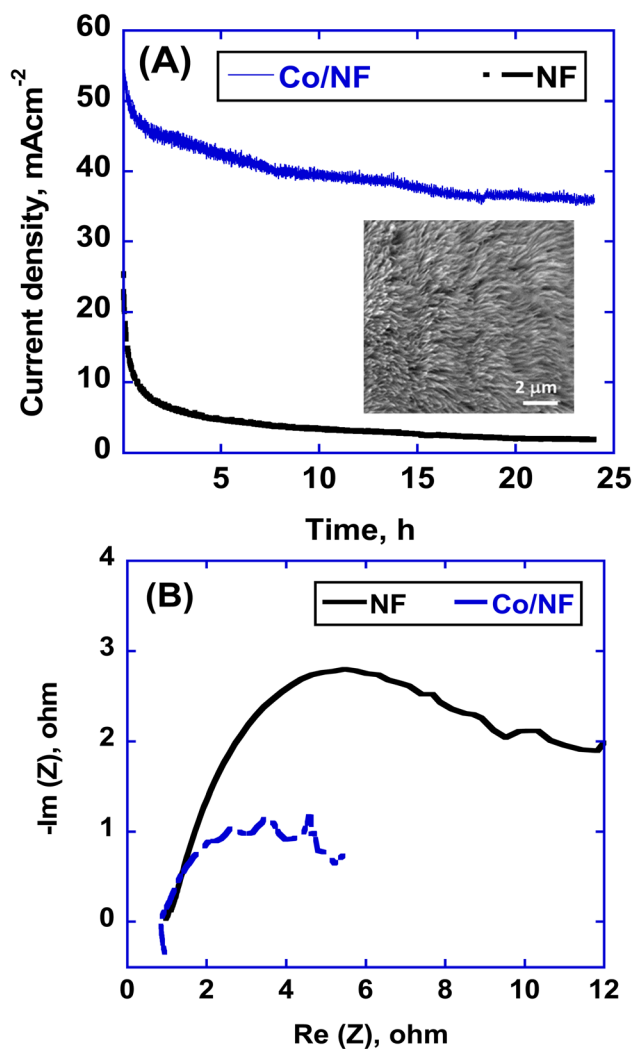 (A)
Co/NF NF
Current density, mAcm-2
60
50
40
30
20
10
0
2 μm
5 10 15 20 25
Time, h
(B)
NF Co/NF
-Im (Z), ohm
4
3
2
1
0
0 2 4 6 8 10 12
Re (Z), ohm